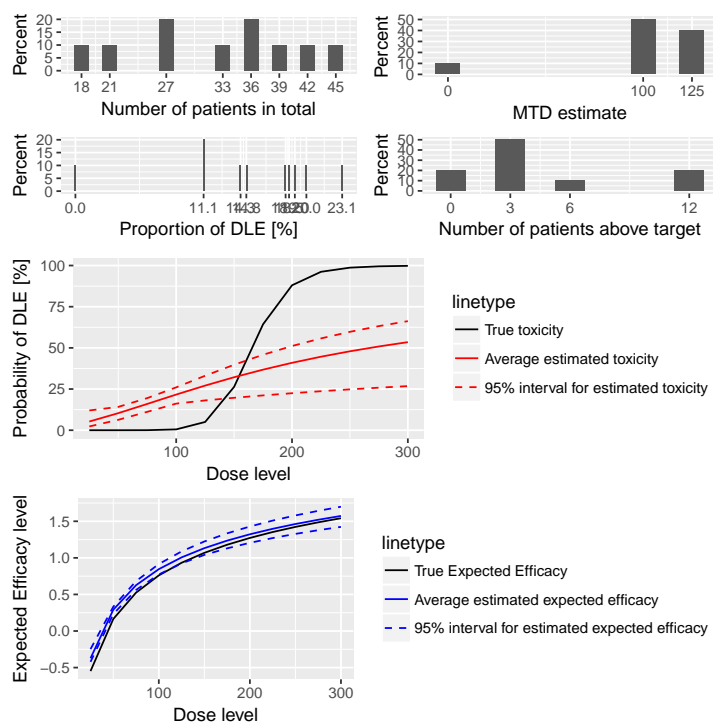 Percent
20
15
10
5
0
18 21 27 33 36 39 42 45
Number of patients in total
Percent
50
40
30
20
10
0
0 100 125
MTD estimate
Percent
20
15
10
5
0
0.0 11.1 20.0 23.1
Proportion of DLE [%]
Percent
50
40
30
20
10
0
0 3 6 12
Number of patients above target
Probability of DLE [%]
100
75
50
25
0
100 200 300
Dose level
linetype
True toxicity
Average estimated toxicity
95% interval for estimated toxicity
Expected Efficacy level
1.5
1.0
0.5
0.0
−0.5
100 200 300
Dose level
linetype
True Expected Efficacy
Average estimated expected efficacy
95% interval for estimated expected efficacy